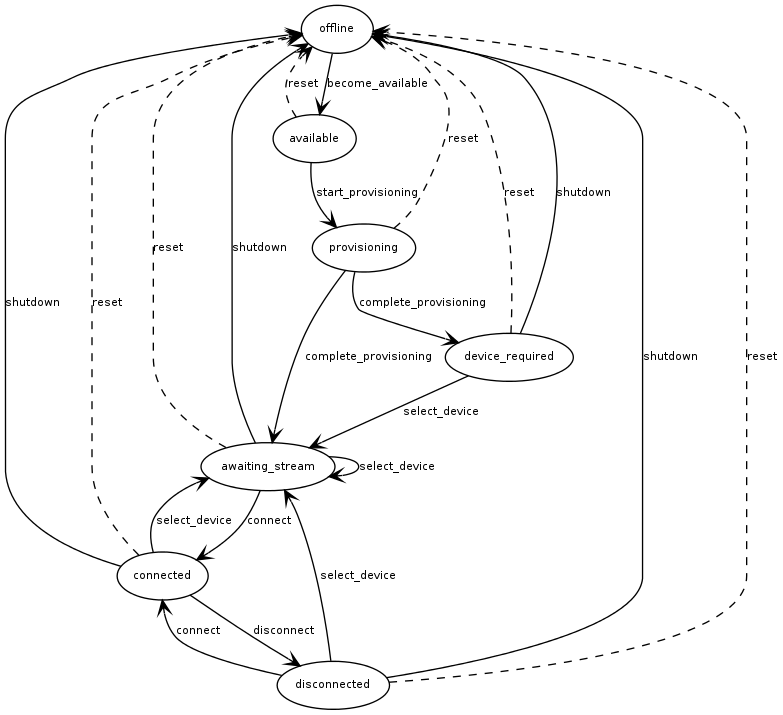 offline
reset
become_available
available
start_provisioning
reset
provisioning
reset
shutdown
reset
shutdown
shutdown
reset
complete_provisioning
complete_provisioning
device_required
shutdown
reset
select_device
awaiting_stream
select_device
select_device
connect
connected
select_device
connect
disconnect
disconnected